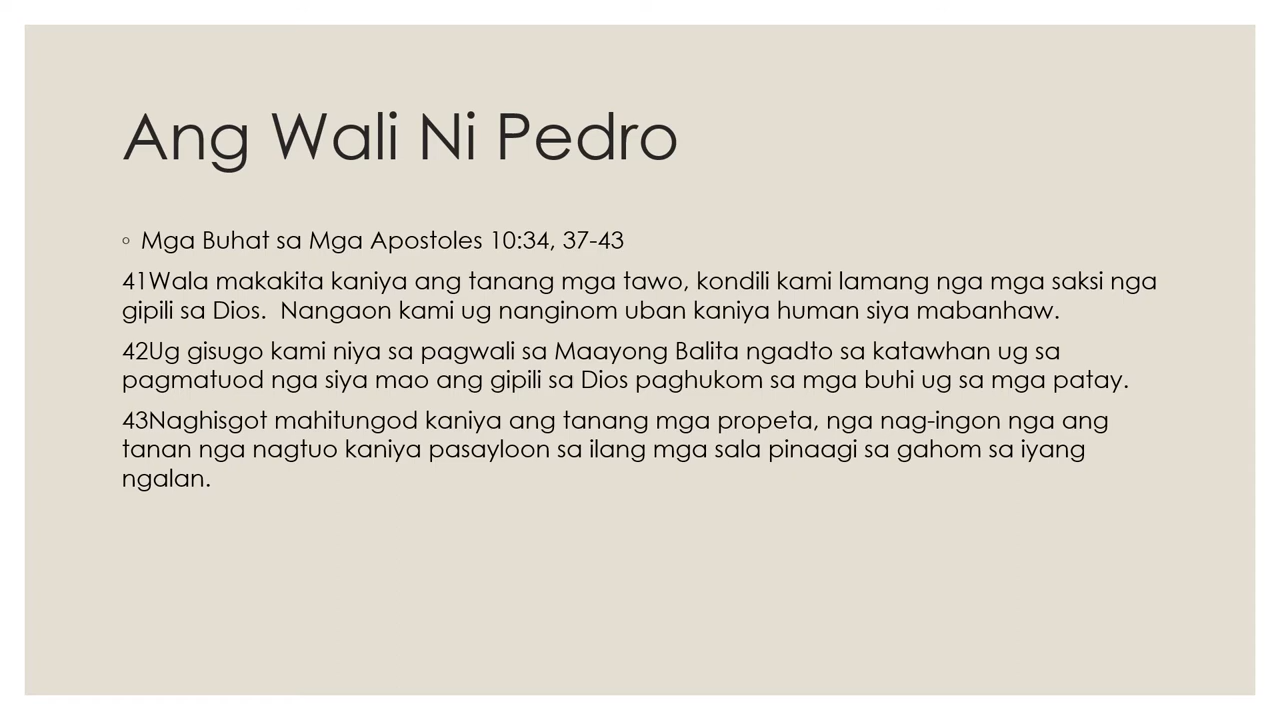 Ang Wali Ni Pedro
◦ Mga Buhat sa Mga Apostoles 10:34, 37-43
41Wala makakita kaniya ang tanang mga tawo, kondili kami lamang nga mga saksi nga
gipili sa Dios.  Nangaon kami ug nanginom uban kaniya human siya mabanhaw.
42Ug gisugo kami niya sa pagwali sa Maayong Balita ngadto sa katawhan ug sa
pagmatuod nga siya mao ang gipili sa Dios paghukom sa mga buhi ug sa mga patay.
43Naghisgot mahitungod kaniya ang tanang mga propeta, nga nag-ingon nga ang
tanan nga nagtuo kaniya pasayloon sa ilang mga sala pinaagi sa gahom sa iyang
ngalan.